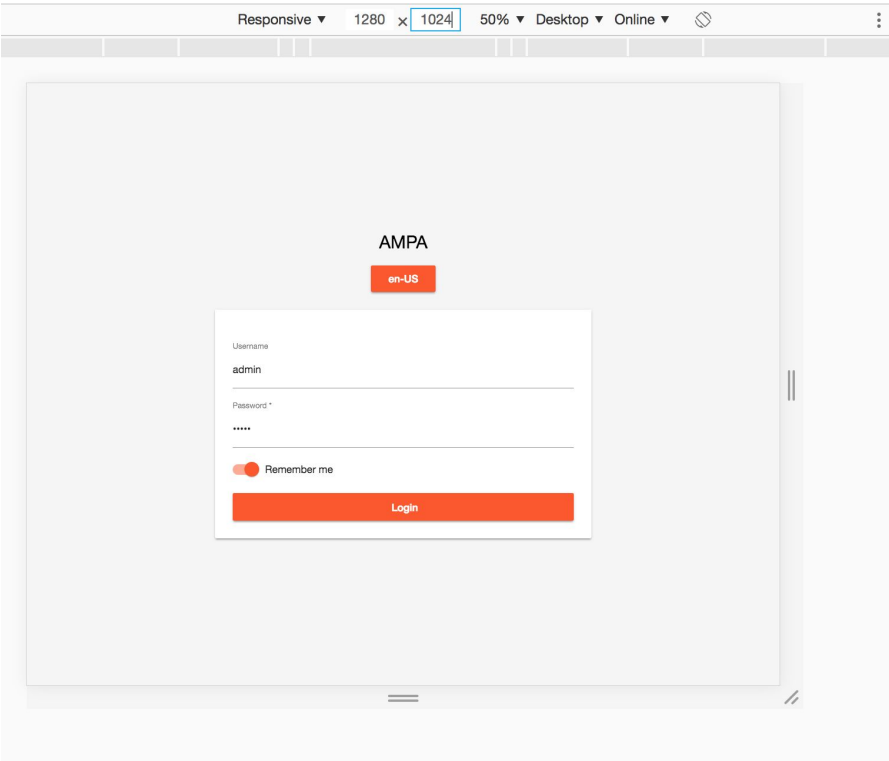 Responsive ▼ 1280 × 1024 50% ▼ Desktop ▼ Online ▼
AMPA
en-US
Username
admin
Password *
•••••
Remember me
Login